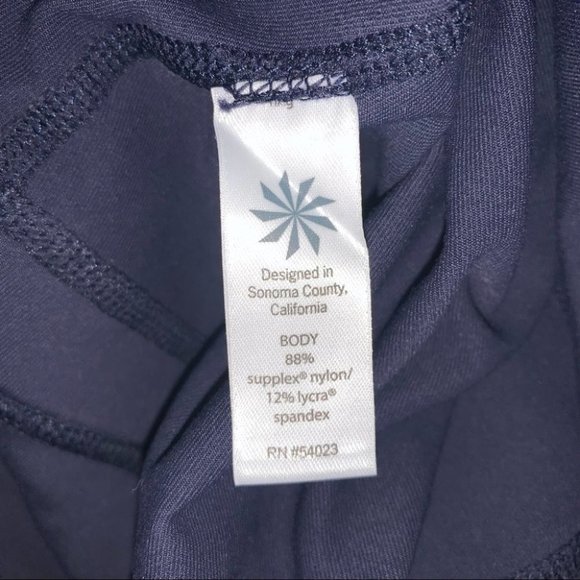 Designed in
Sonoma County,
California
BODY
88%
supplex® nylon/
12% lycra®
spandex
RN #54023